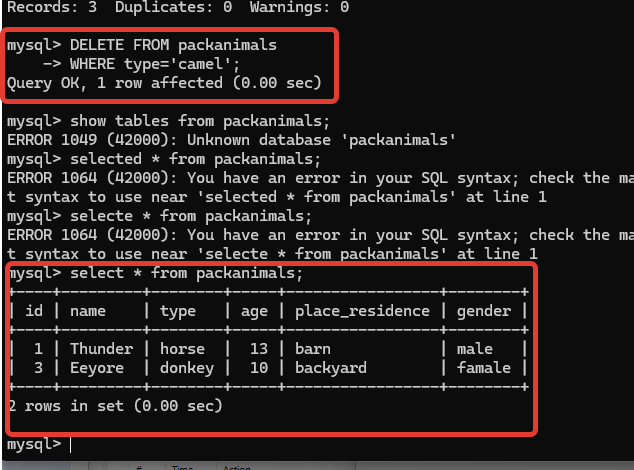 Records: 3  Duplicates: 0  Warnings: 0
mysql> DELETE FROM packanimals
    -> WHERE type='camel';
Query OK, 1 row affected (0.00 sec)
mysql> show tables from packanimals;
ERROR 1049 (42000): Unknown database 'packanimals'
mysql> selected * from packanimals;
ERROR 1064 (42000): You have an error in your SQL syntax; check the ma
t syntax to use near 'selected * from packanimals' at line 1
mysql> selecte * from packanimals;
ERROR 1064 (42000): You have an error in your SQL syntax; check the ma
t syntax to use near 'selecte * from packanimals' at line 1
mysql> select * from packanimals;
+----+---------+--------+-----+-----------------+--------+
| id | name    | type   | age | place_residence | gender |
+----+---------+--------+-----+-----------------+--------+
|  1 | Thunder | horse  |  13 | barn            | male   |
|  3 | Eeyore  | donkey |  10 | backyard        | famale |
+----+---------+--------+-----+-----------------+--------+
2 rows in set (0.00 sec)
mysql>
# Time Action